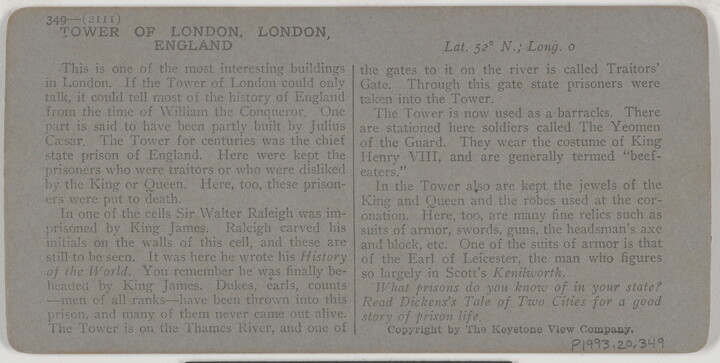 349—(2111)
TOWER OF LONDON, LONDON,
ENGLAND
Lat. 52° N.; Long. 0
This is one of the most interesting buildings
in London. If the Tower of London could only
talk, it could tell most of the history of England
from the time of William the Conqueror. One
part is said to have been partly built by Julius
Cæsar. The Tower for centuries was the chief
state prison of England. Here were kept the
prisoners who were traitors or who were disliked
by the King or Queen. Here, too, these prison-
ers were put to death.
In one of the cells Sir Walter Raleigh was im-
prisoned by King James. Raleigh carved his
initials on the walls of this cell, and these are
still to be seen. It was here he wrote his History
of the World. You remember he was finally be-
headed by King James. Dukes, earls, counts
—men of all ranks—have been thrown into this
prison, and many of them never came out alive.
The Tower is on the Thames River, and one of
the gates to it on the river is called Traitors'
Gate. Through this gate state prisoners were
taken into the Tower.
The Tower is now used as a barracks. There
are stationed here soldiers called The Yeomen
of the Guard. They wear the costume of King
Henry VIII, and are generally termed "beef-
eaters."
In the Tower also are kept the jewels of the
King and Queen and the robes used at the cor-
onation. Here, too, are many fine relics such as
suits of armor, swords, guns, the headsman's axe
and block, etc. One of the suits of armor is that
of the Earl of Leicester, the man who figures
so largely in Scott's Kenilworth.
What prisons do you know of in your state?
Read Dickens's Tale of Two Cities for a good
story of prison life.
Copyright by The Keystone View Company.
P1993.20.349